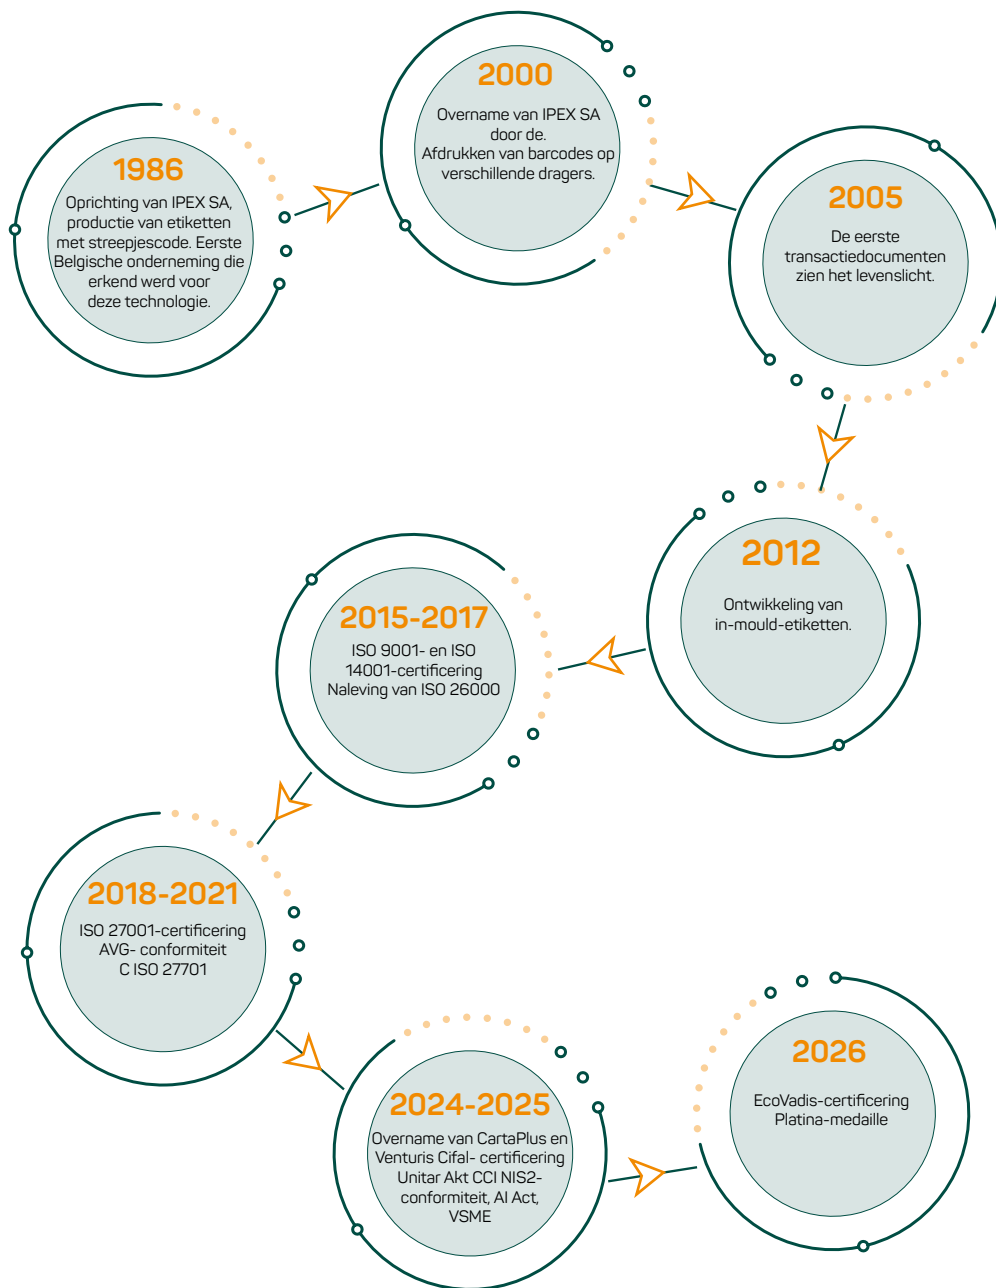 1986
Oprichting van IPEX SA,
productie van etiketten
met streepjescode. Eerste
Belgische onderneming die
erkend werd voor
deze technologie.
2000
Overname van IPEX SA
door de.
Afdrukken van barcodes op
verschillende dragers.
2005
De eerste
transactiedocumenten
zien het levenslicht.
2012
Ontwikkeling van
in-mould-etiketten.
2015-2017
ISO 9001- en ISO
14001-certificering
Naleving van ISO 26000
2018-2021
ISO 27001-certificering
AVG- conformiteit
C ISO 27701
2024-2025
Overname van CartaPlus en
Venturis Cifal- certificering
Unitar Akt CCI NIS2-
conformiteit, AI Act,
VSME
2026
EcoVadis-certificering
Platina-medaille